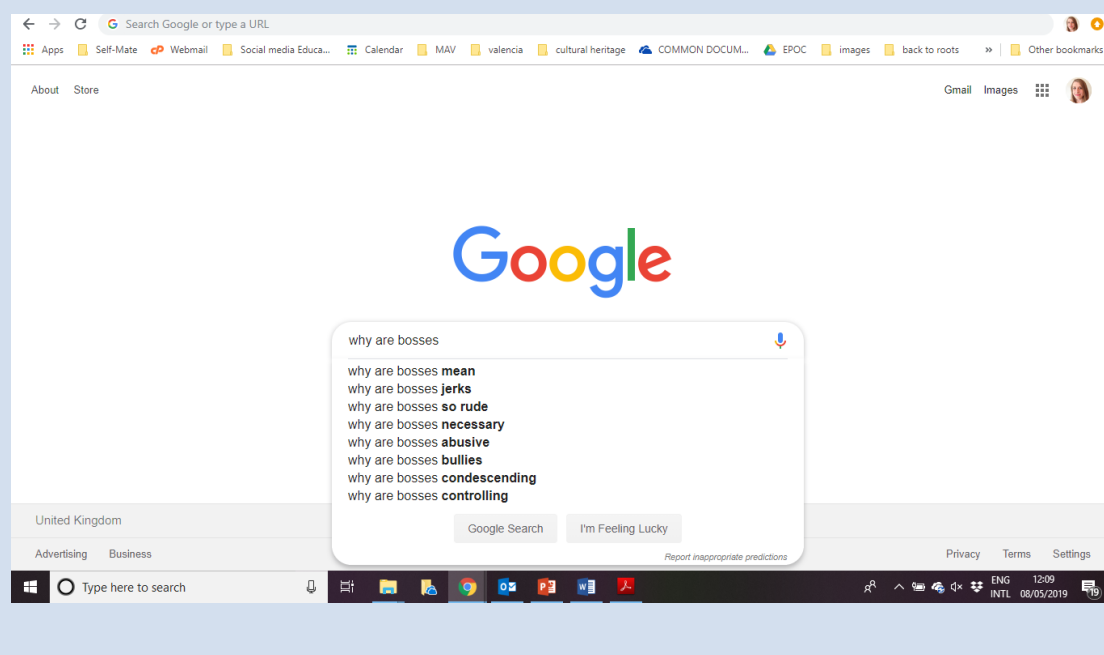 Search Google or type a URL
Apps Self-Mate Webmail Social media Educa... Calendar MAV valencia cultural heritage COMMON DOCUM... EPOC images back to roots » Other bookmarks
About Store Gmail Images
Google
why are bosses
why are bosses mean
why are bosses jerks
why are bosses so rude
why are bosses necessary
why are bosses abusive
why are bosses bullies
why are bosses condescending
why are bosses controlling
Google Search I'm Feeling Lucky
Report inappropriate predictions
United Kingdom
Advertising Business Privacy Terms Settings
Type here to search ENG 12:09
INTL 08/05/2019 19